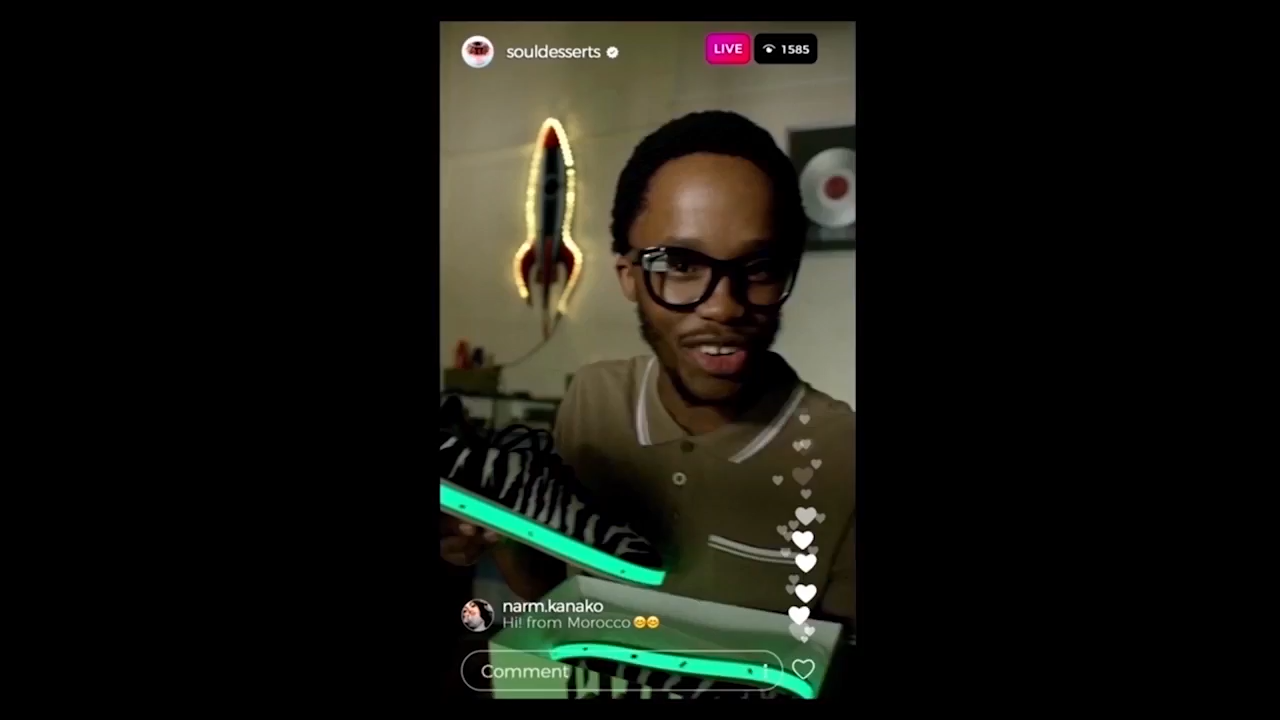 souldesserts
LIVE
1585
narm.kanako
Hi! from Morocco😊😊
Comment